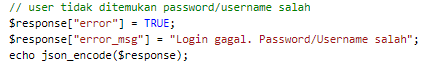 // user tidak ditemukan password/username salah
$response["error"] = TRUE;
$response["error_msg"] = "Login gagal. Password/Username salah";
echo json_encode($response);